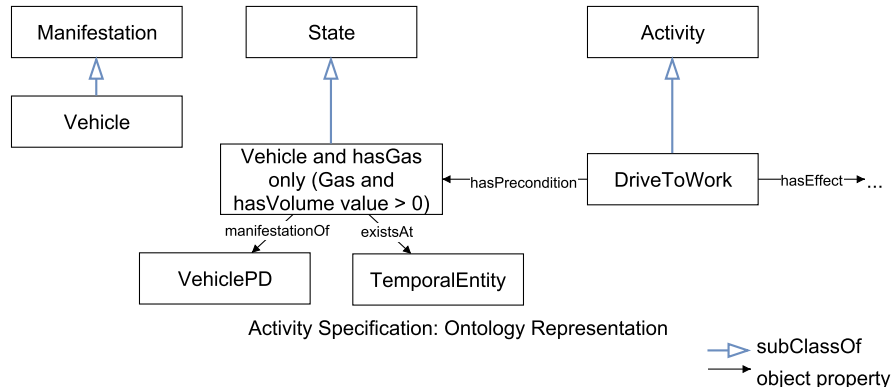 Manifestation
State
Activity
Vehicle
Vehicle and hasGas
only (Gas and
hasVolume value > 0)
hasPrecondition
DriveToWork
hasEffect
...
manifestationOf
existsAt
VehiclePD
TemporalEntity
Activity Specification: Ontology Representation
subClassOf
object property